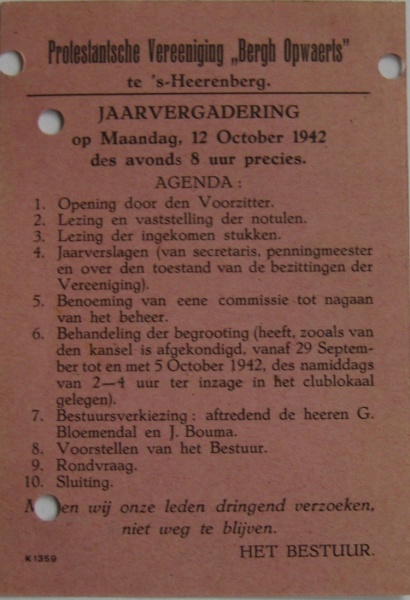 Protestantsche Vereeniging „Bergh Opwaerts"
te 's-Heerenberg.
JAARVERGADERING
op Maandag, 12 October 1942
des avonds 8 uur precies.
AGENDA :
1. Opening door den Voorzitter.
2. Lezing en vaststelling der notulen.
3. Lezing der ingekomen stukken.
4. Jaarverslagen (van secretaris, penningmeester
en over den toestand van de bezittingen der
Vereeniging).
5. Benoeming van eene commissie tot nagaan
van het beheer.
6. Behandeling der begrooting (heeft, zooals van
den kansel is afgekondigd, vanaf 29 Septem-
ber tot en met 5 October 1942, des namiddags
van 2—4 uur ter inzage in het clublokaal
gelegen).
7. Bestuursverkiezing : aftredend de heeren G.
Bloemendal en J. Bouma.
8. Voorstellen van het Bestuur.
9. Rondvraag.
10. Sluiting.
wij onze leden dringend verzoeken,
niet weg te blijven.
HET BESTUUR.
K 1359